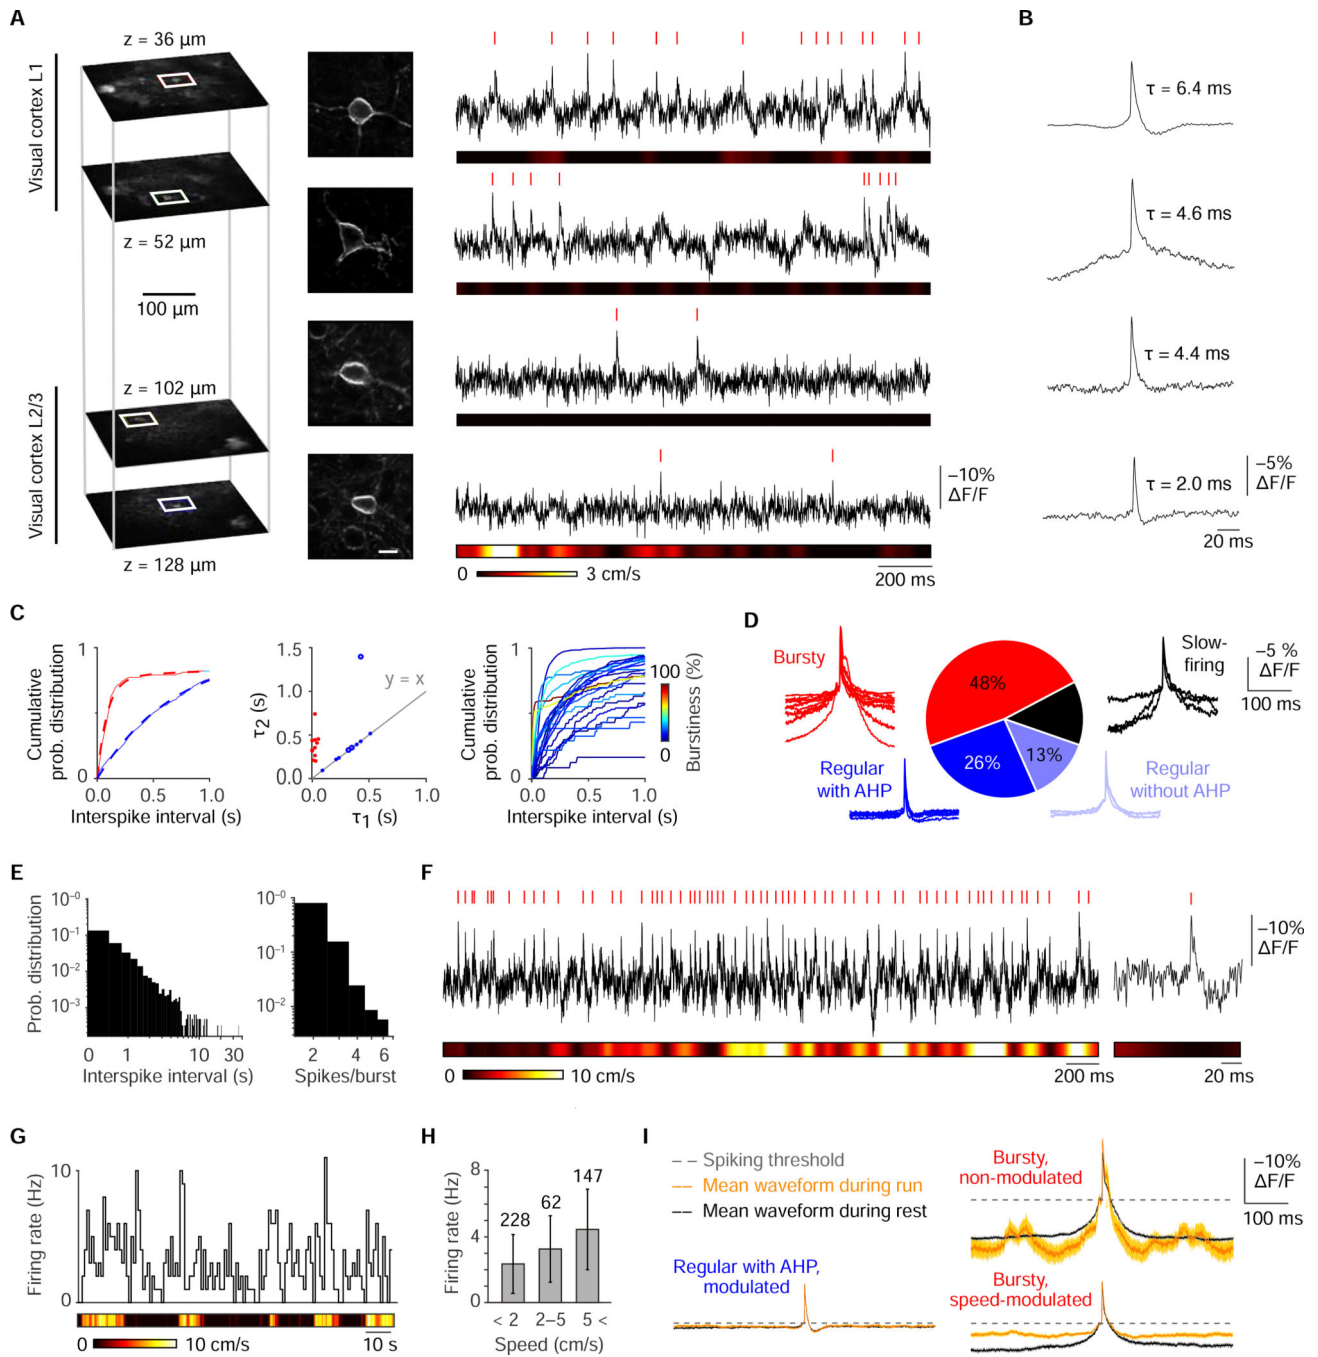 A
B
z = 36 µm
Visual cortex L1
z = 52 µm
100 µm
z = 102 µm
Visual cortex L2/3
z = 128 µm
−10%
ΔF/F
0
3 cm/s
200 ms
τ = 6.4 ms
τ = 4.6 ms
τ = 4.4 ms
τ = 2.0 ms
−5%
ΔF/F
20 ms
C
Cumulative
prob. distribution
1
0
0.0
0.5
1.0
Interspike interval (s)
τ2 (s)
1.5
1.0
0.5
0.0
y = x
0.0
0.5
1.0
τ1 (s)
Cumulative
prob. distribution
1
0
100
0
Burstiness (%)
0.0
0.5
1.0
Interspike interval (s)
D
Bursty
48%
Slow-
firing
−5 %
ΔF/F
100 ms
Regular
with AHP
26%
13%
Regular
without AHP
E
Prob. distribution
10−0
10−1
10−2
10−3
0
1
10
30
Interspike interval (s)
10−0
10−1
10−2
2
4
6
Spikes/burst
F
−10%
ΔF/F
0
10 cm/s
200 ms
20 ms
G
Firing rate (Hz)
10
0
0
10 cm/s
10 s
H
Firing rate (Hz)
8
4
0
228
62
147
< 2
2–5
5 <
Speed (cm/s)
I
Spiking threshold
Mean waveform during run
Mean waveform during rest
Regular with AHP,
modulated
Bursty,
non-modulated
−10%
ΔF/F
100 ms
Bursty,
speed-modulated